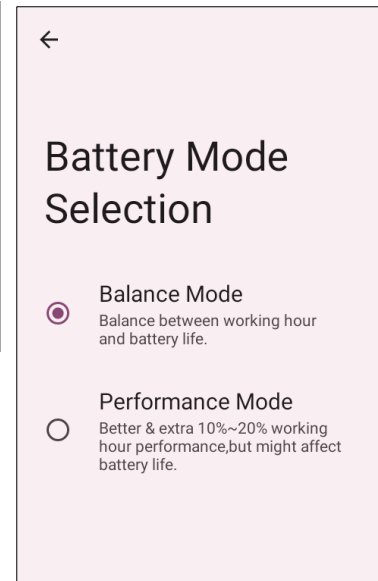 Battery Mode
Selection
Balance Mode
Balance between working hour
and battery life.
Performance Mode
Better & extra 10%~20% working
hour performance,but might affect
battery life.